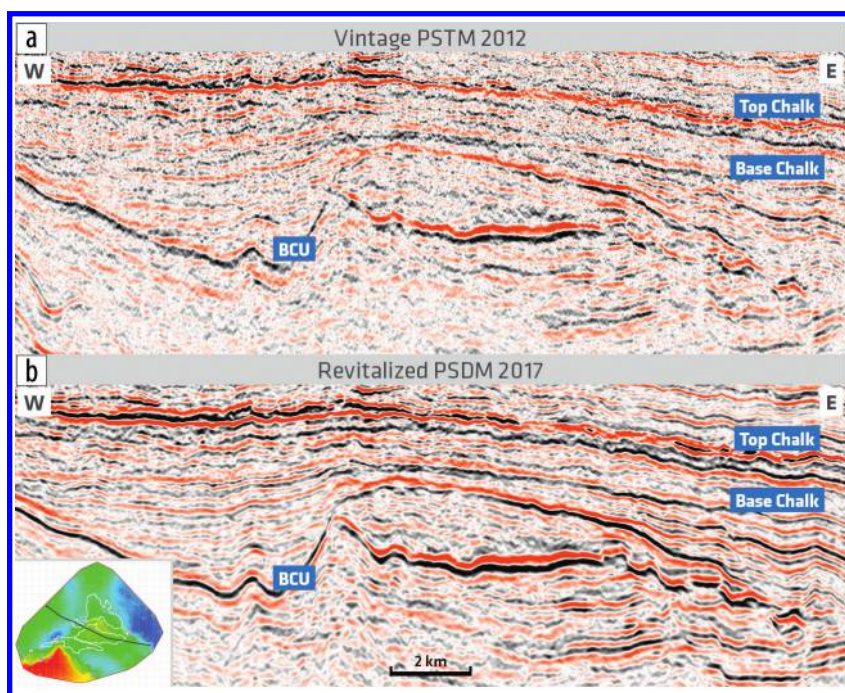 a
Vintage PSTM 2012
W
E
Top Chalk
Base Chalk
BCU
b
Revitalized PSDM 2017
W
E
Top Chalk
Base Chalk
BCU
2 km